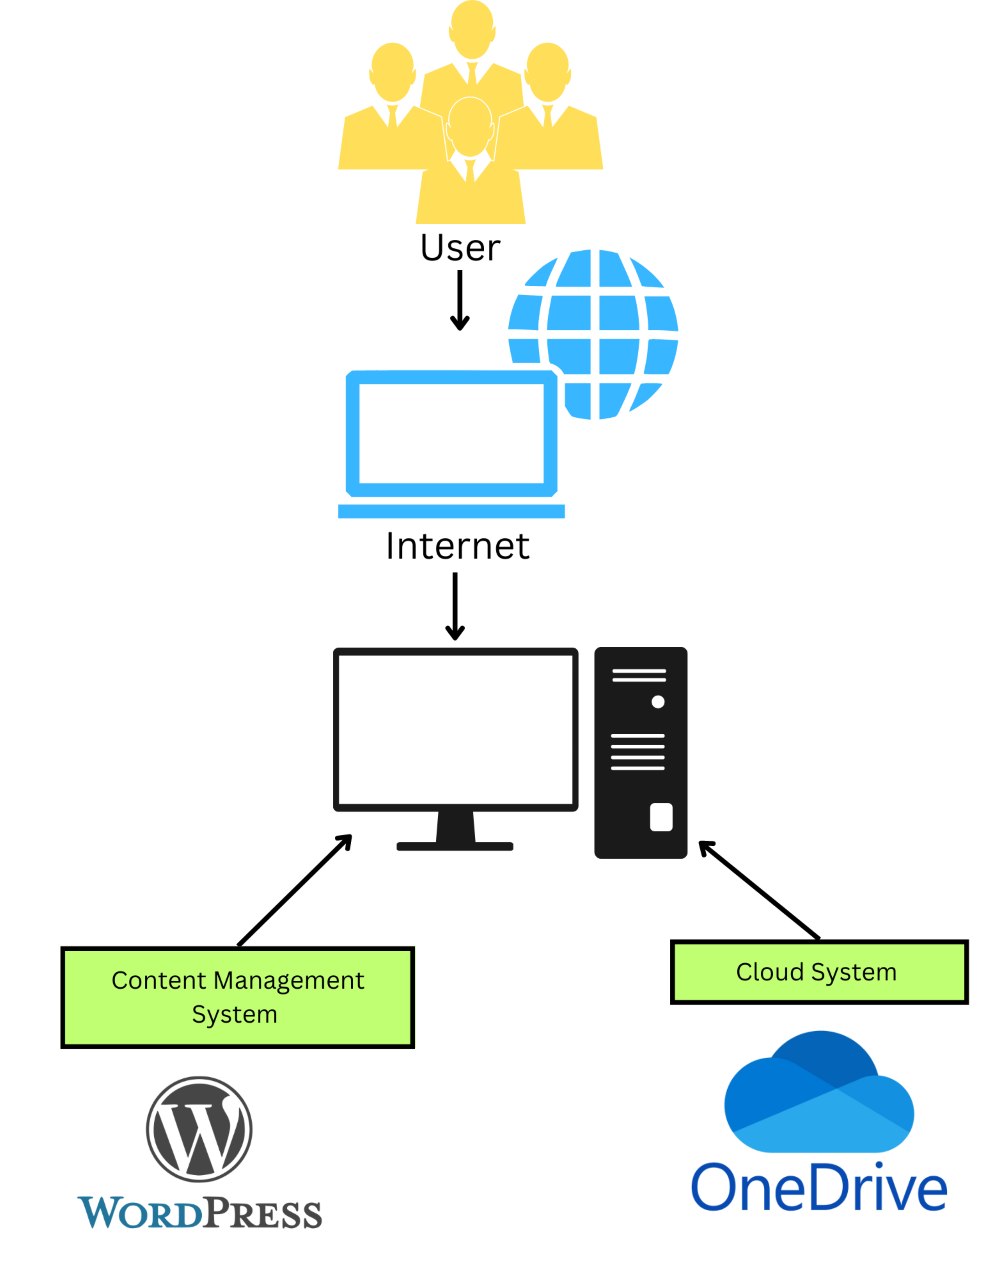 User
Internet
Content Management
System
Cloud System
W
WORDPRESS
OneDrive